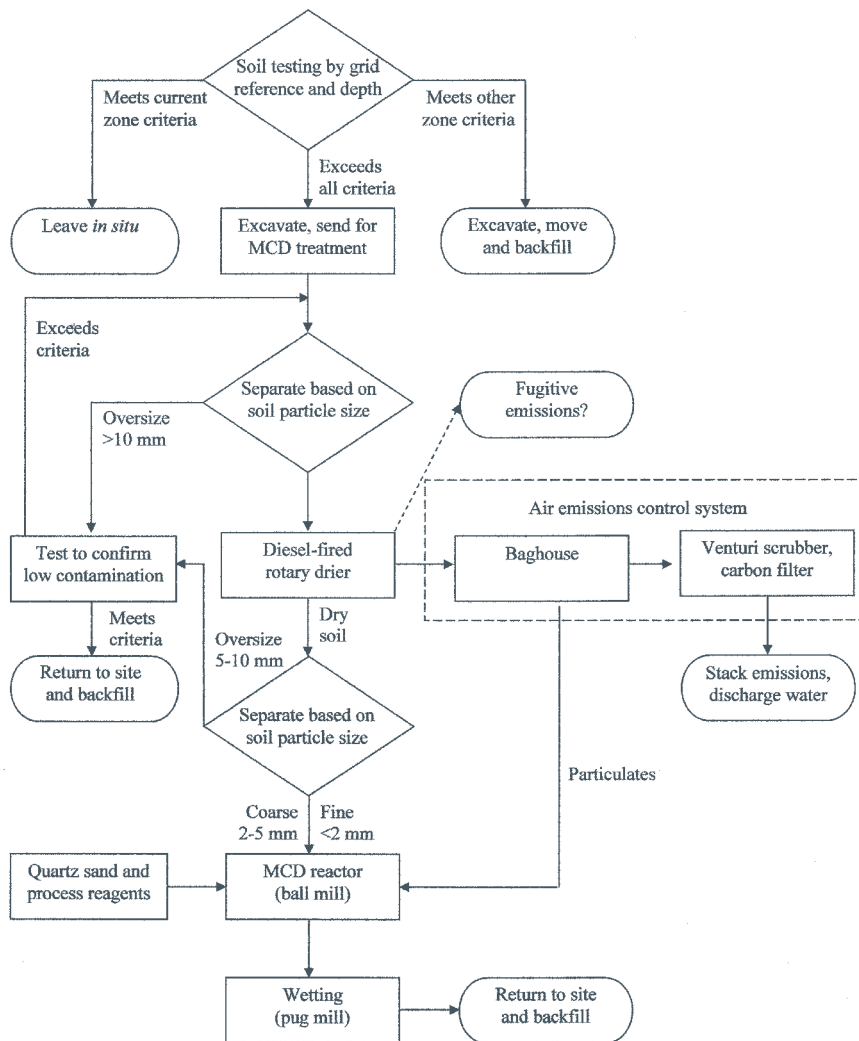 Soil testing by grid
reference and depth
Meets current
zone criteria
Meets other
zone criteria
Exceeds
all criteria
Leave in situ
Excavate, send for
MCD treatment
Excavate, move
and backfill
Exceeds
criteria
Separate based on
soil particle size
Fugitive
emissions?
Oversize
>10 mm
Air emissions control system
Test to confirm
low contamination
Diesel-fired
rotary drier
Baghouse
Venturi scrubber,
carbon filter
Meets
criteria
Oversize
5-10 mm
Dry
soil
Return to site
and backfill
Stack emissions,
discharge water
Separate based on
soil particle size
Particulates
Coarse
2-5 mm
Fine
<2 mm
Quartz sand and
process reagents
MCD reactor
(ball mill)
Wetting
(pug mill)
Return to site
and backfill